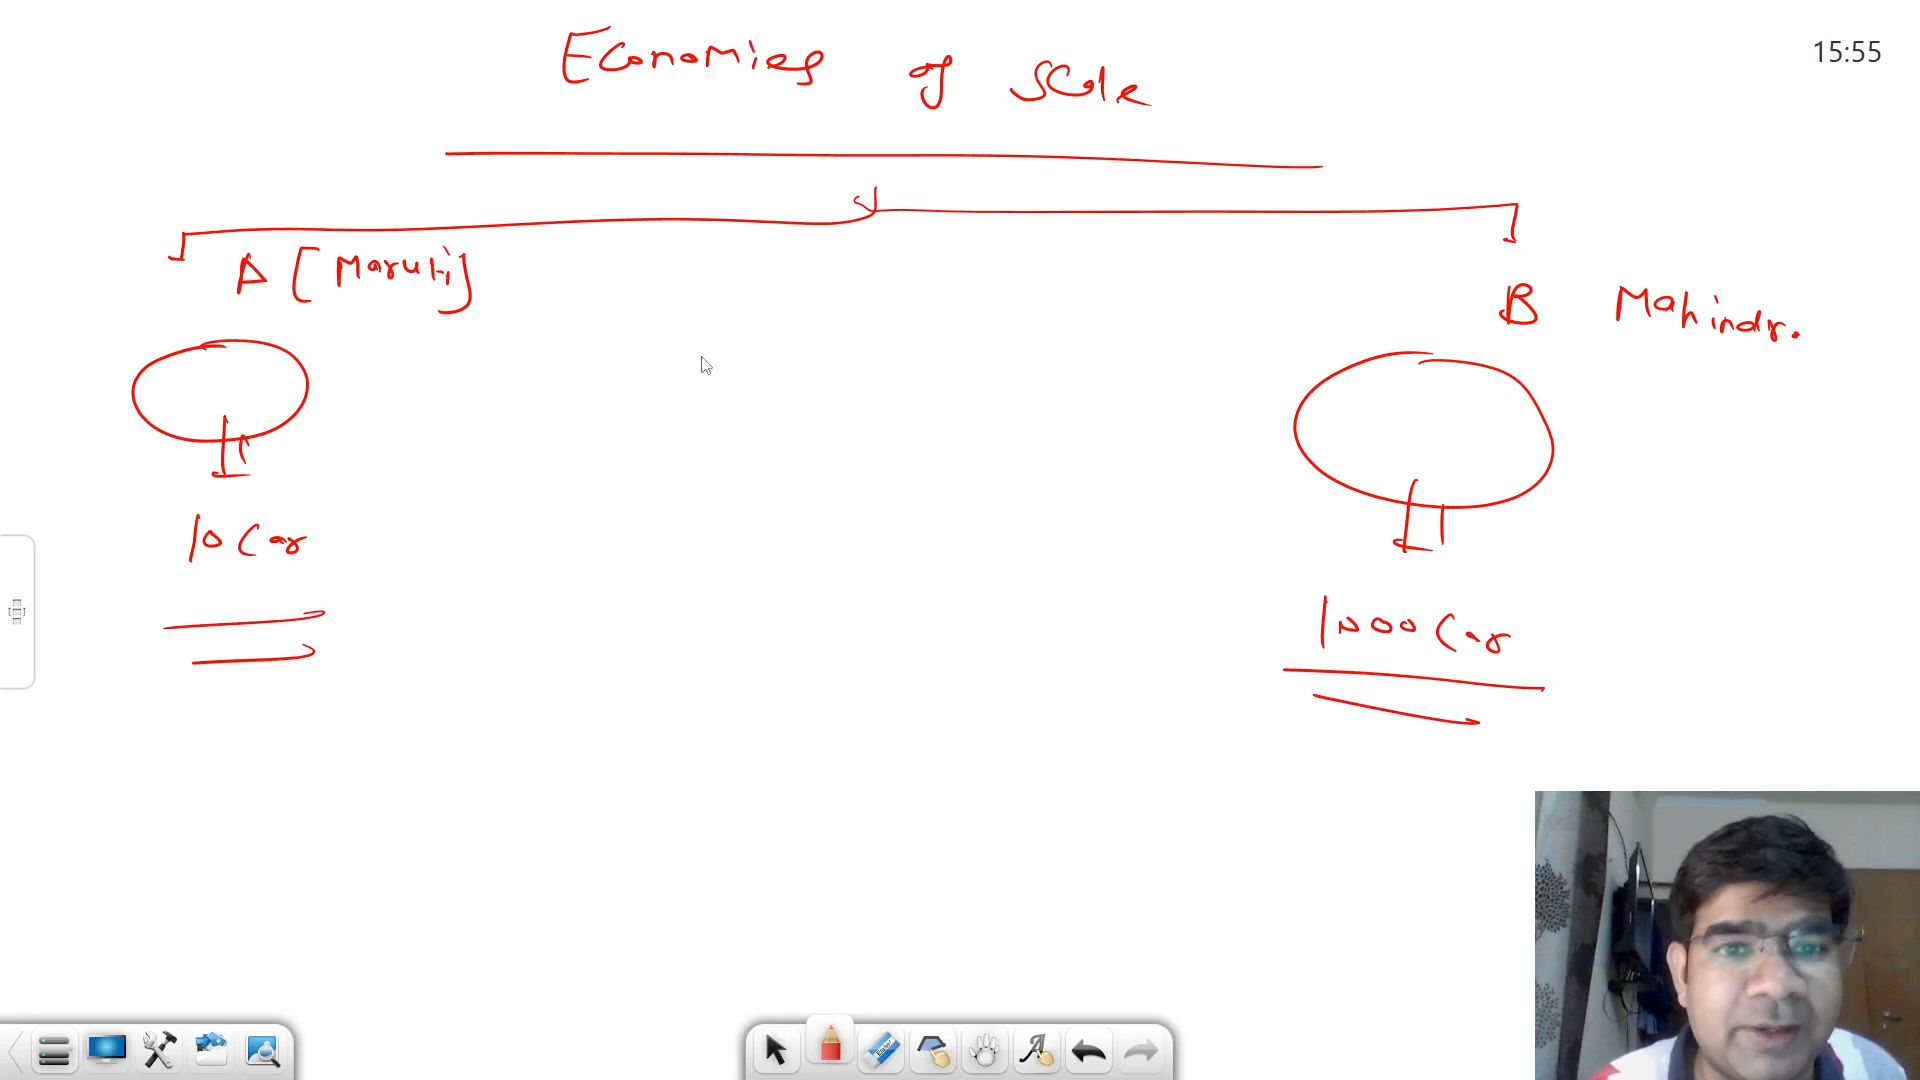 Economies of Scale
15:55
A [Maruti]
B Mahindr.
10 Car
1000 Car